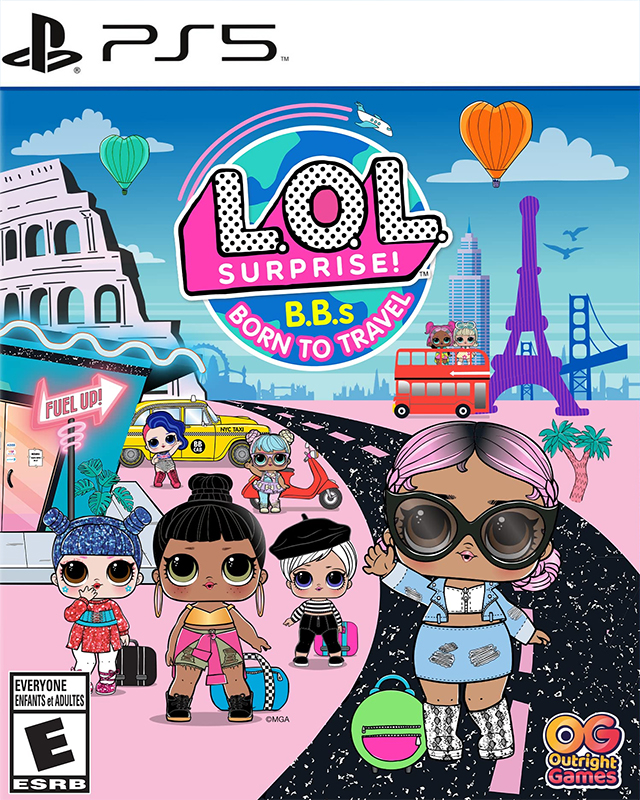 PS5
L.O.L.
SURPRISE!
B.B.s
BORN TO TRAVEL
FUEL UP!
NYC TAXI
©MGA
EVERYONE
ENFANTS et ADULTES
E
ESRB
OG
Outright
Games